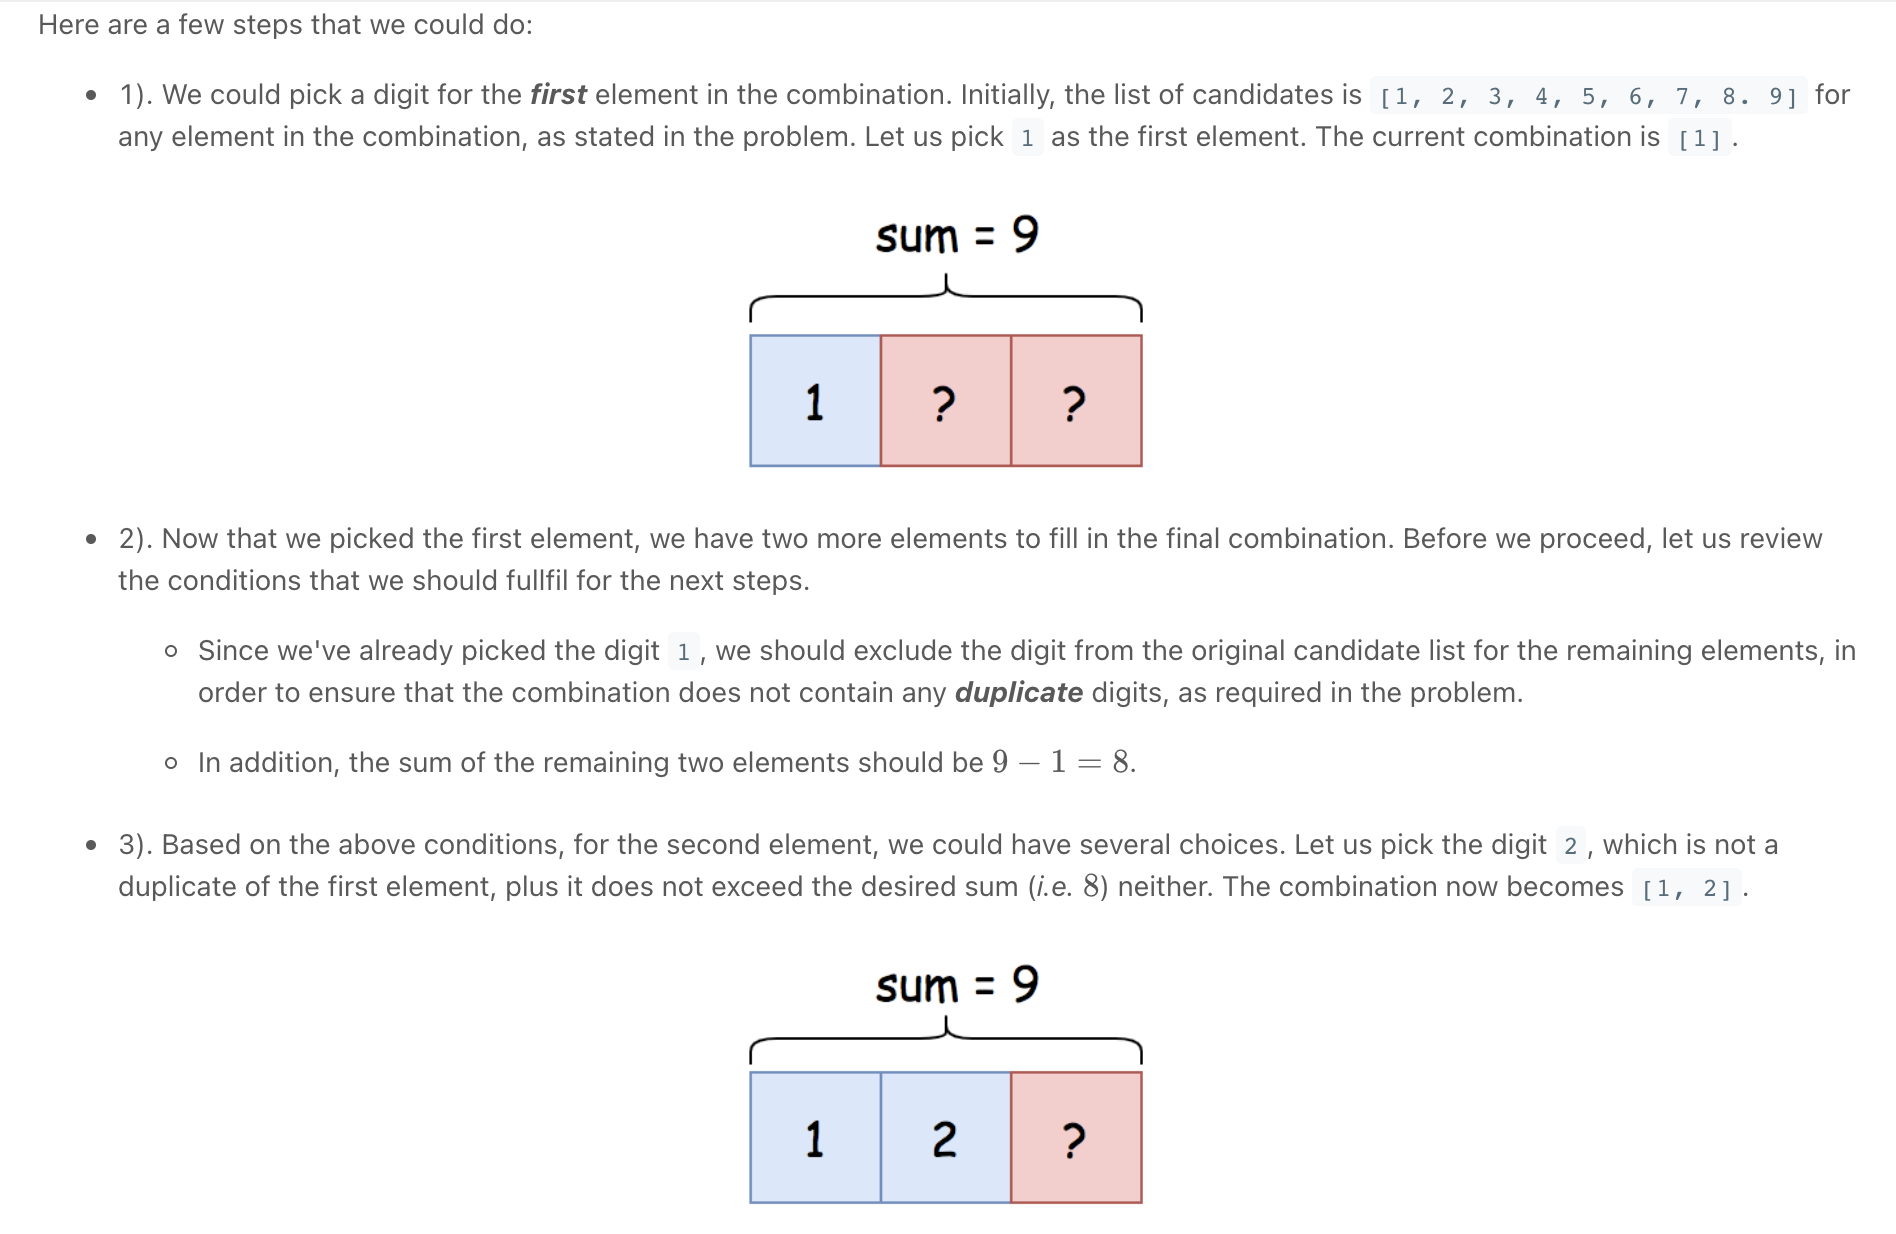 Here are a few steps that we could do:
• 1). We could pick a digit for the first element in the combination. Initially, the list of candidates is [1, 2, 3, 4, 5, 6, 7, 8. 9] for
any element in the combination, as stated in the problem. Let us pick 1 as the first element. The current combination is [1].
sum = 9
1 ? ?
• 2). Now that we picked the first element, we have two more elements to fill in the final combination. Before we proceed, let us review
the conditions that we should fullfil for the next steps.
◦ Since we've already picked the digit 1, we should exclude the digit from the original candidate list for the remaining elements, in
order to ensure that the combination does not contain any duplicate digits, as required in the problem.
◦ In addition, the sum of the remaining two elements should be 9 − 1 = 8.
• 3). Based on the above conditions, for the second element, we could have several choices. Let us pick the digit 2, which is not a
duplicate of the first element, plus it does not exceed the desired sum (i.e. 8) neither. The combination now becomes [1, 2].
sum = 9
1 2 ?